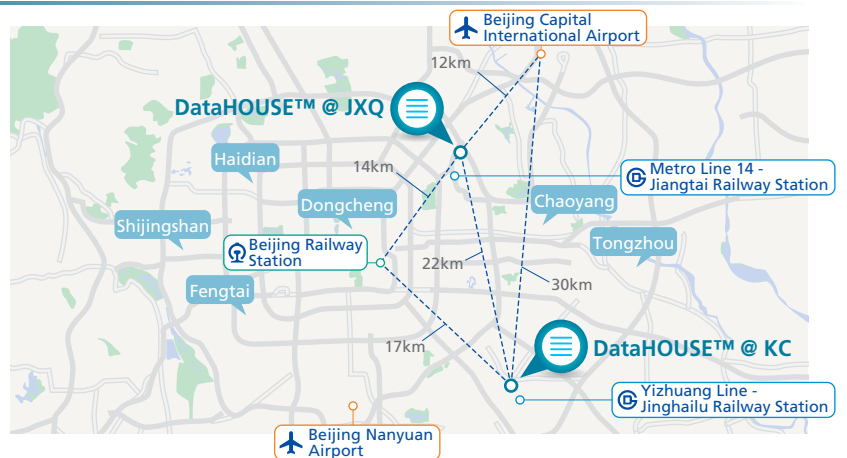 Beijing Capital
International Airport
12km
DataHOUSE™ @ JXQ
Haidian
14km
Metro Line 14 -
Jiangtai Railway Station
Dongcheng
Chaoyang
Shijingshan
Beijing Railway
Station
Tongzhou
22km
30km
Fengtai
17km
DataHOUSE™ @ KC
Yizhuang Line -
Jinghailu Railway Station
Beijing Nanyuan
Airport